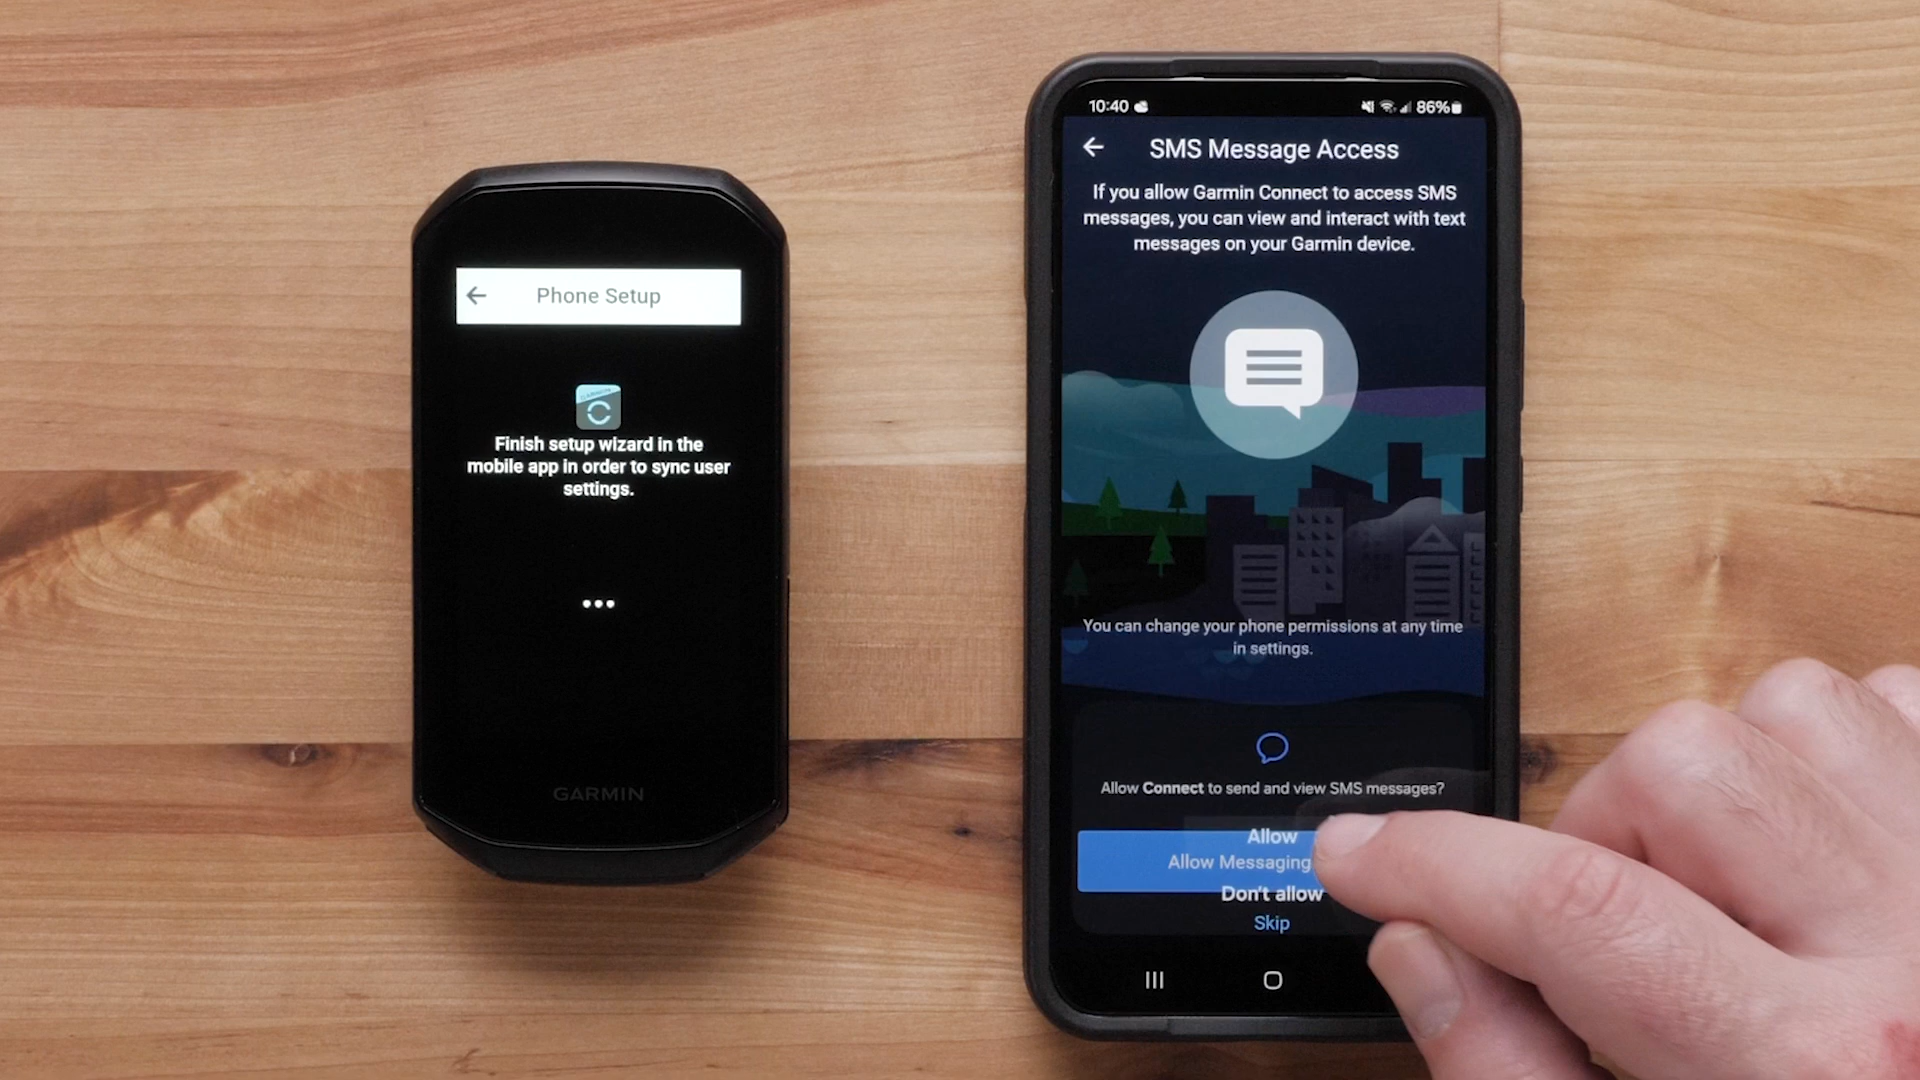 Phone Setup
Finish setup wizard in the
mobile app in order to sync user
settings.
GARMIN
10:40
86%
SMS Message Access
If you allow Garmin Connect to access SMS
messages, you can view and interact with text
messages on your Garmin device.
You can change your phone permissions at any time
in settings.
Allow Connect to send and view SMS messages?
Allow
Allow Messaging
Don't allow
Skip